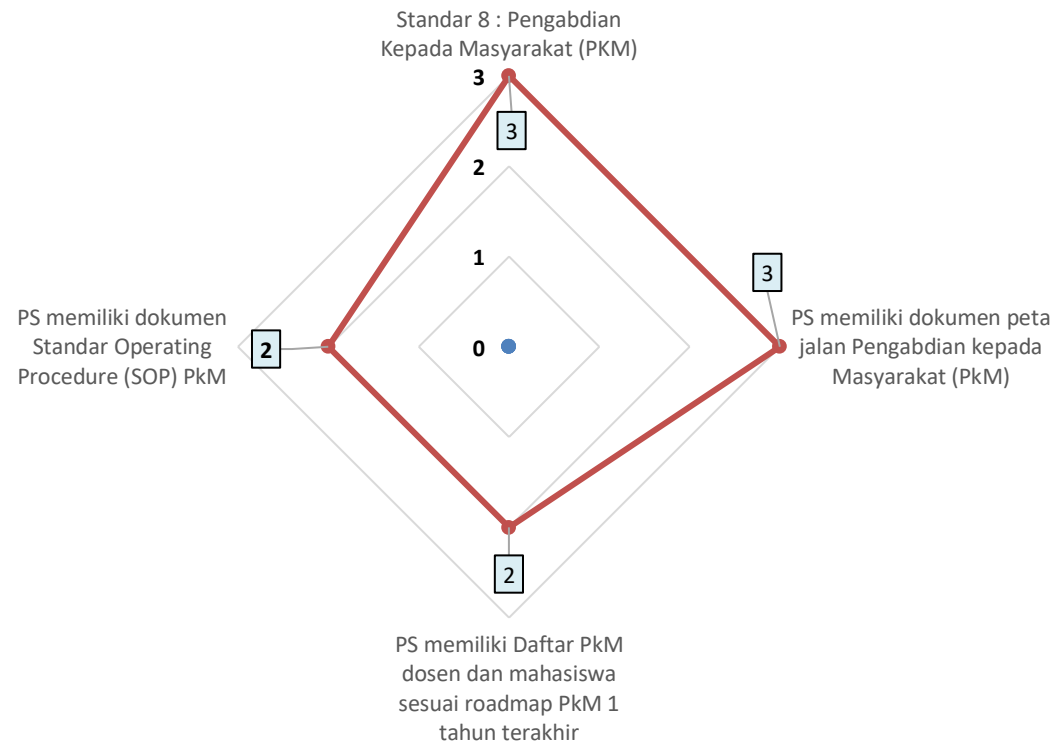 Standar 8 : Pengabdian
Kepada Masyarakat (PKM)
3
3
2
1
0
3
PS memiliki dokumen peta
jalan Pengabdian kepada
Masyarakat (PkM)
PS memiliki dokumen
Standar Operating
Procedure (SOP) PkM
2
2
PS memiliki Daftar PkM
dosen dan mahasiswa
sesuai roadmap PkM 1
tahun terakhir